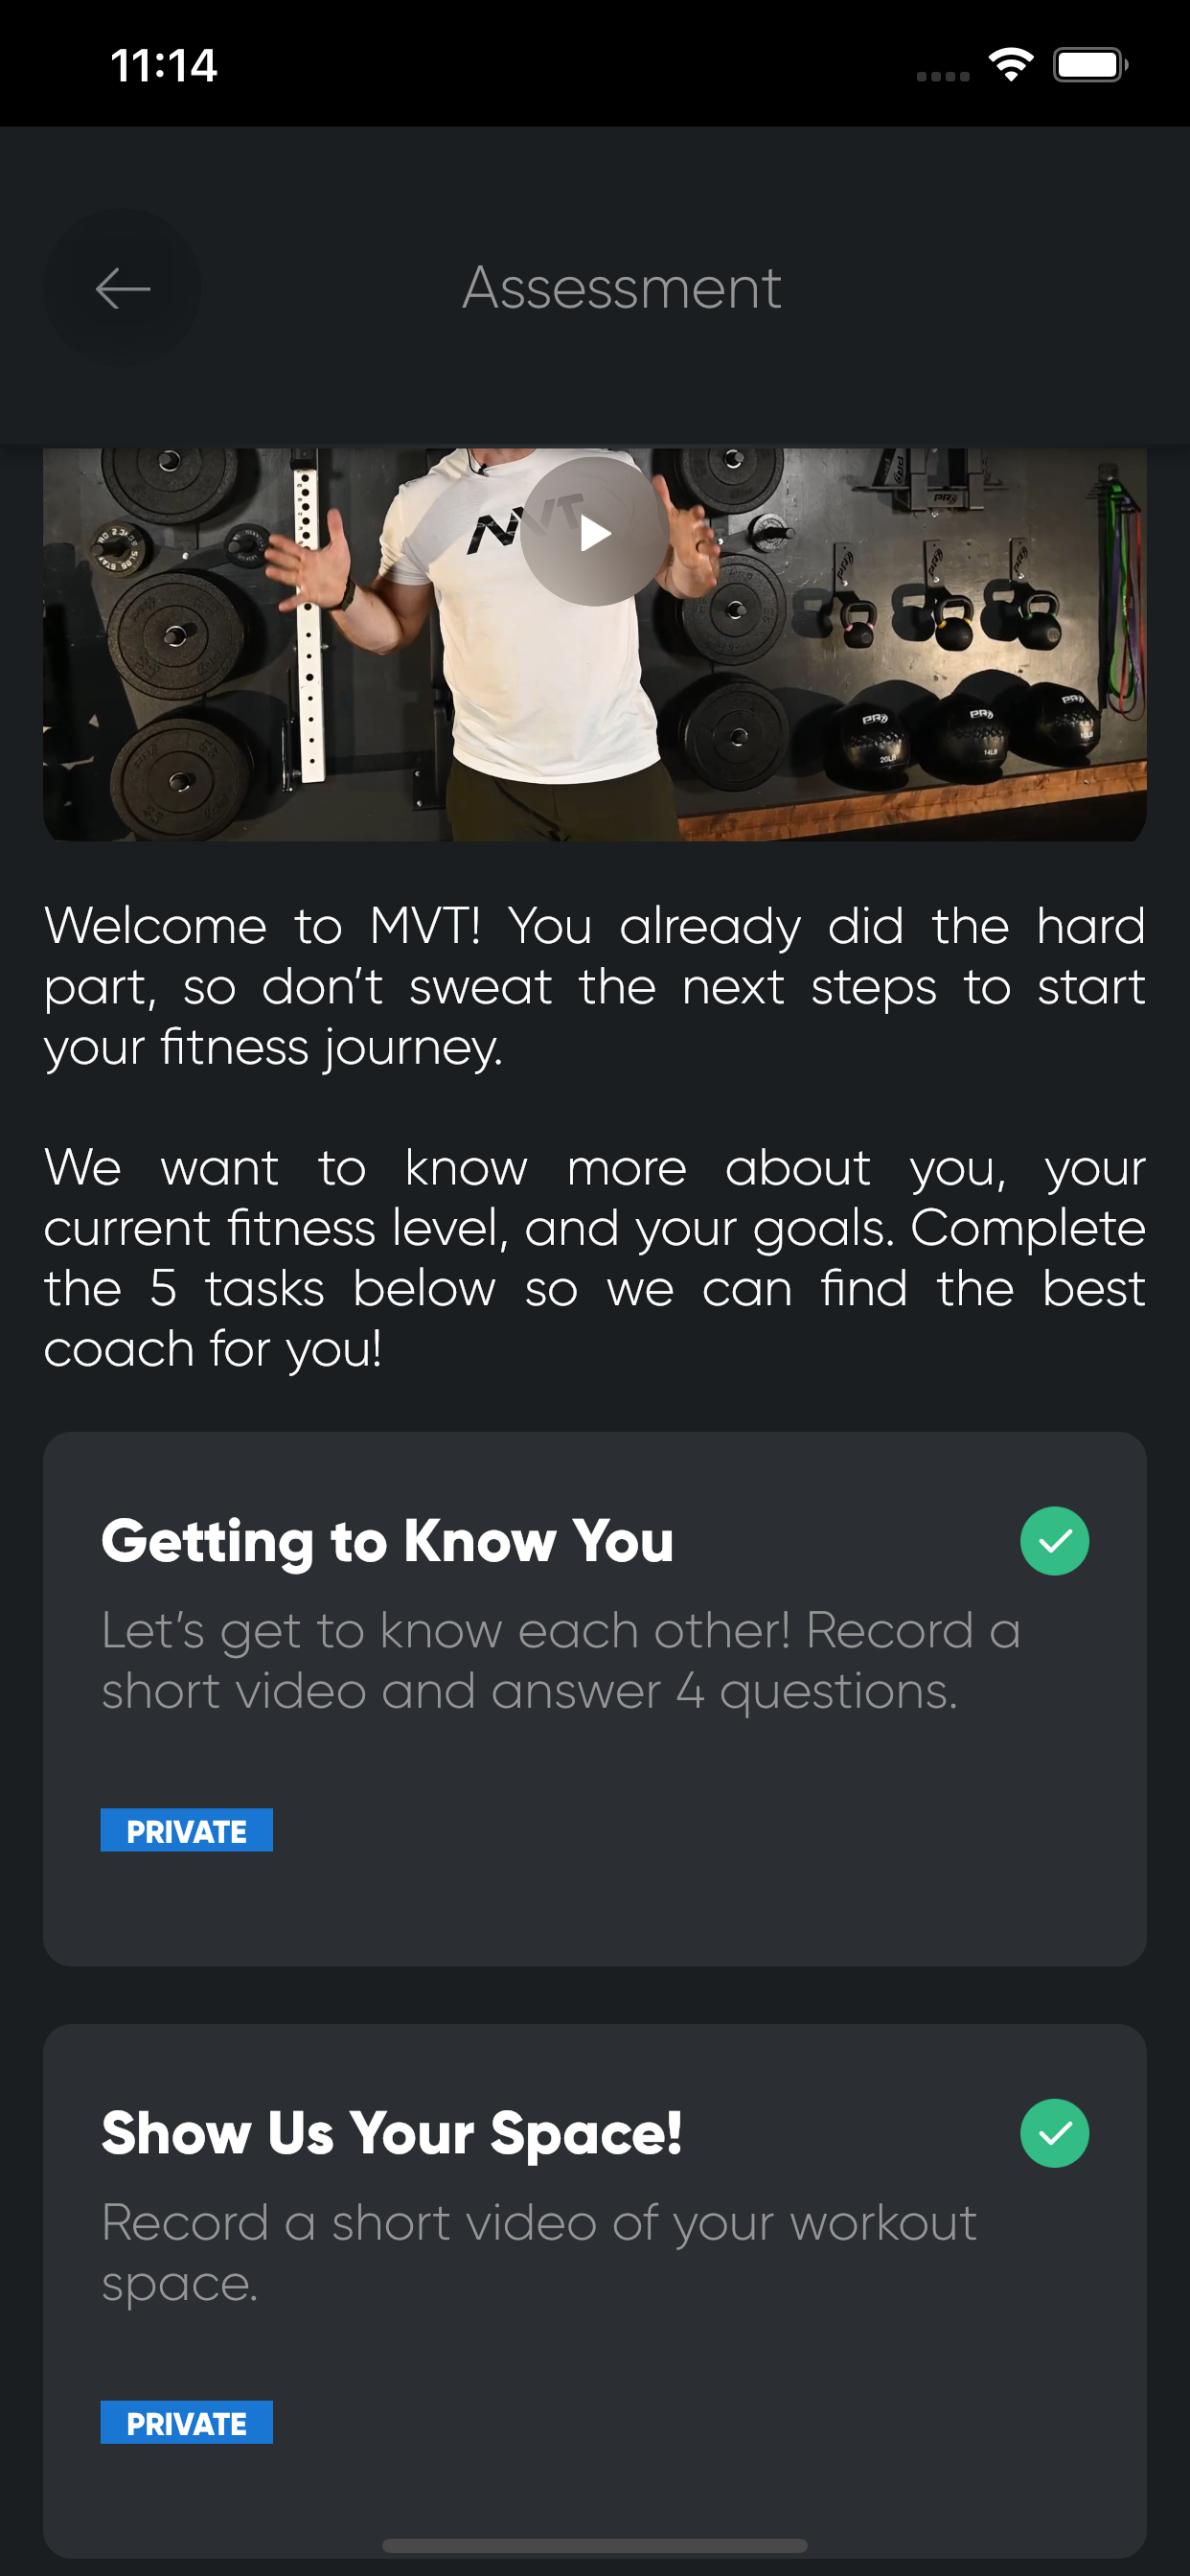 11:14
Assessment
MVT
PRO
20LB
14LB
Welcome to MVT! You already did the hard
part, so don’t sweat the next steps to start
your fitness journey.
We want to know more about you, your
current fitness level, and your goals. Complete
the 5 tasks below so we can find the best
coach for you!
Getting to Know You
Let’s get to know each other! Record a
short video and answer 4 questions.
PRIVATE
Show Us Your Space!
Record a short video of your workout
space.
PRIVATE